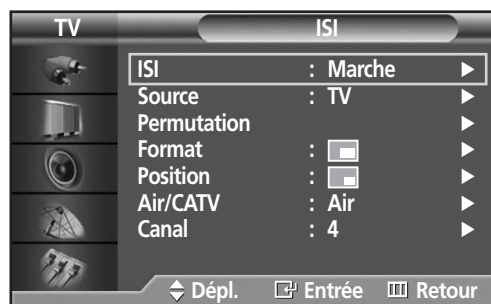 TV ISI
ISI : Marche
Source : TV
Permutation
Format :
Position :
Air/CATV : Air
Canal : 4
Dépl. Entrée Retour